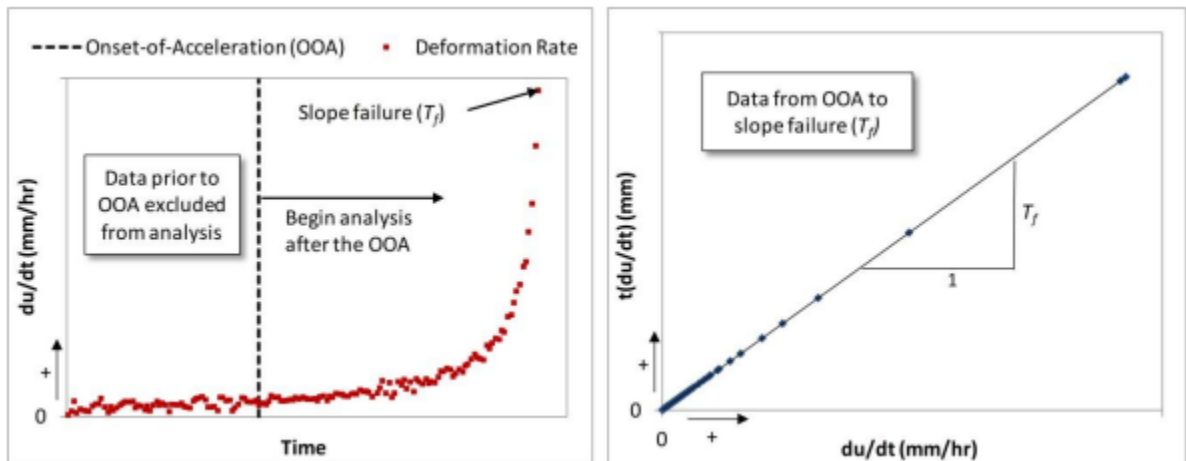 Onset-of-Acceleration (OOA)
Deformation Rate
Slope failure (Tf)
Data prior to
OOA excluded
from analysis
Begin analysis
after the OOA
du/dt (mm/hr)
+
0
Time
Data from OOA to
slope failure (Tf)
Tf
1
t(du/dt) (mm)
+
0
0
+
du/dt (mm/hr)